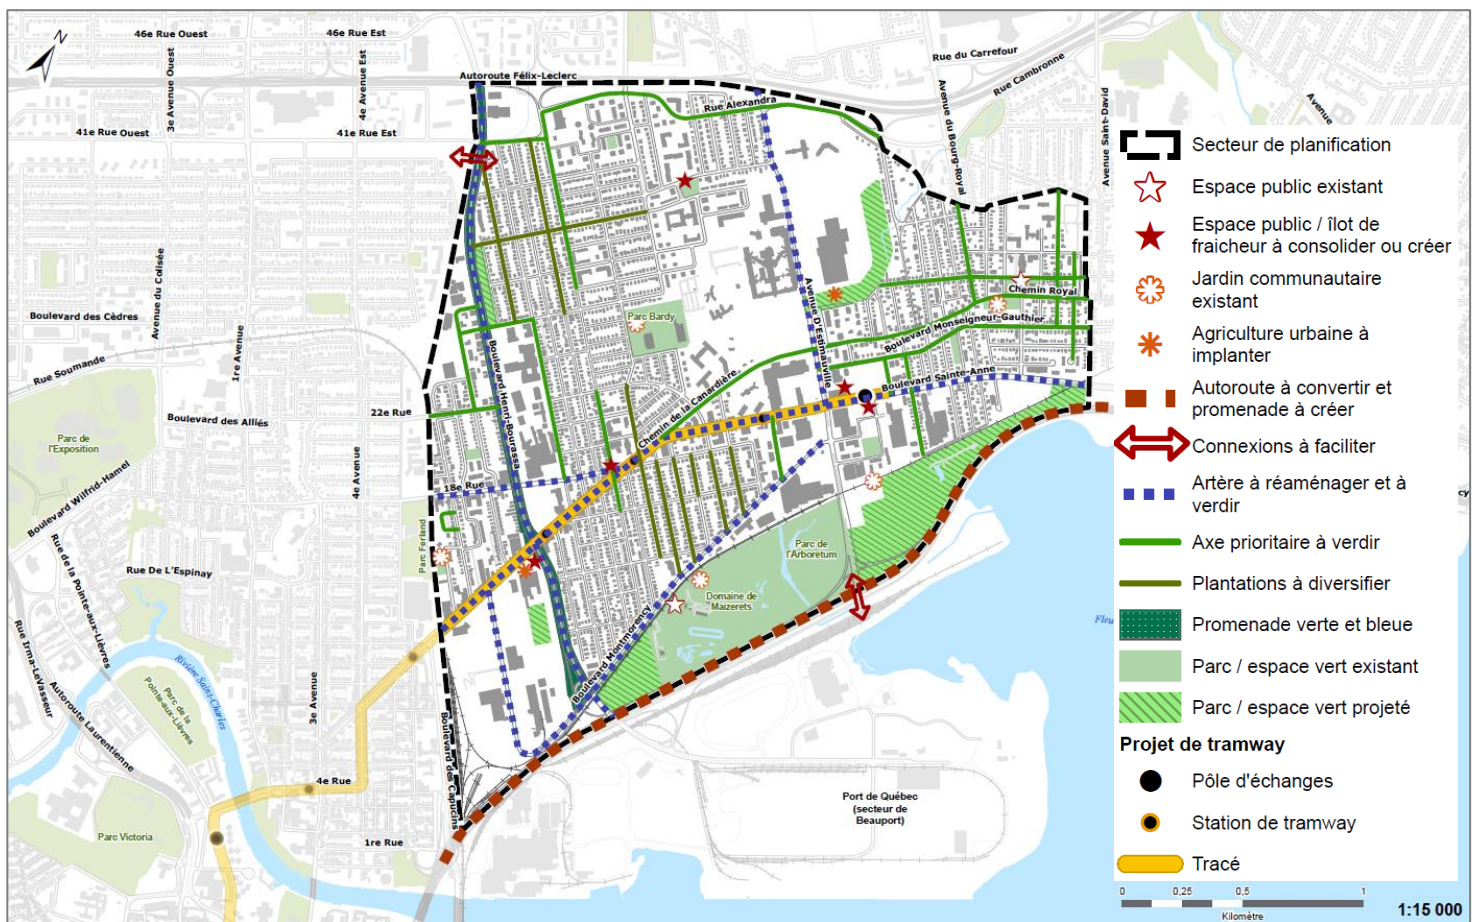 N
46e Rue Ouest
46e Rue Est
3e Avenue Ouest
4e Avenue Est
Autoroute Félix-Leclerc
41e Rue Ouest
41e Rue Est
Rue Alexandra
Rue du Carrefour
Rue Cambronne
Avenue du Bourg-Royal
Avenue Saint-David
Avenue
Avenue du Colisée
Boulevard des Cèdres
1re Avenue
Rue Soumande
Boulevard des Alliés
22e Rue
Parc de
l'Exposition
Boulevard Wilfrid-Hamel
4e Avenue
18e Rue
Boulevard Henri-Bourassa
Parc Bardy
Chemin de la Canardière
Avenue D'Estimauville
Chemin Royal
Boulevard Monseigneur-Gauthier
Boulevard Sainte-Anne
Parc Ferland
Rue De L'Espinay
Rue de la Pointe-aux-Lièvres
Rue Irma-LeVasseur
Autoroute Laurentienne
Rivière Saint-Charles
Parc de la
Pointe-aux-Lièvres
3e Avenue
4e Rue
1re Rue
Parc Victoria
Boulevard des Capucins
Boulevard Montmorency
Domaine de
Maizerets
Parc de
l'Arboretum
Port de Québec
(secteur de
Beauport)
Fleu
Secteur de planification
Espace public existant
Espace public / îlot de
fraicheur à consolider ou créer
Jardin communautaire
existant
Agriculture urbaine à
implanter
Autoroute à convertir et
promenade à créer
Connexions à faciliter
Artère à réaménager et à
verdir
Axe prioritaire à verdir
Plantations à diversifier
Promenade verte et bleue
Parc / espace vert existant
Parc / espace vert projeté
Projet de tramway
Pôle d'échanges
Station de tramway
Tracé
0 0,25 0,5 1
Kilomètre
1:15 000